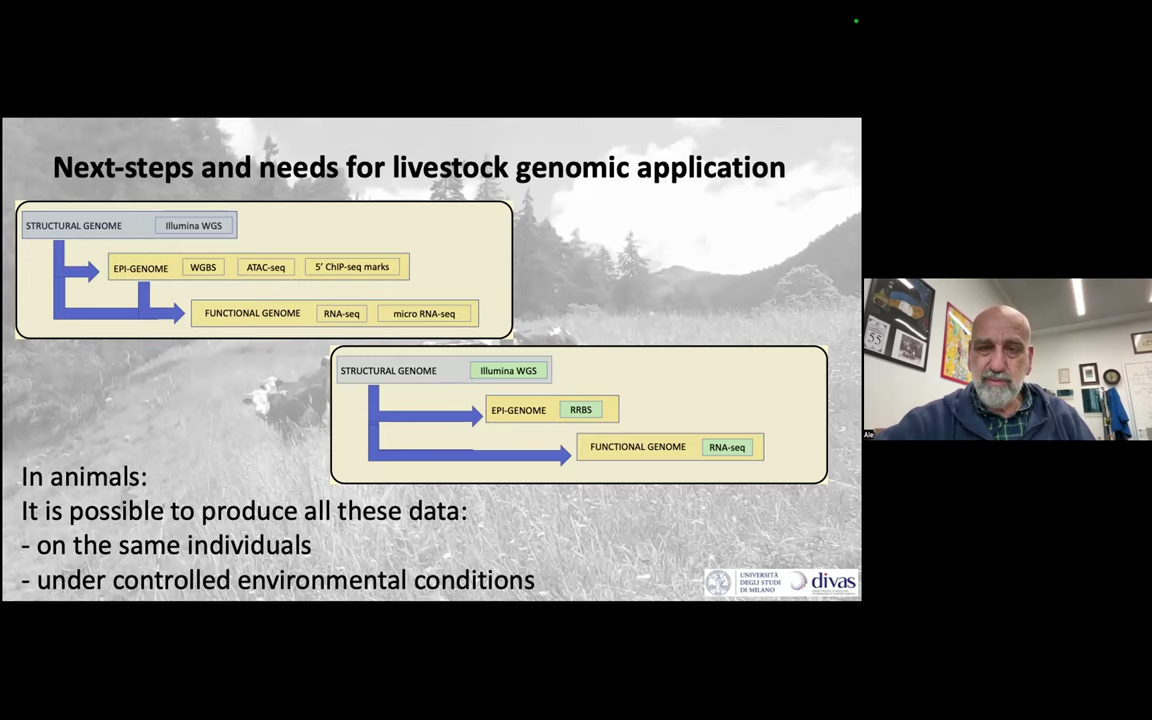 Next-steps and needs for livestock genomic application
STRUCTURAL GENOME Illumina WGS
EPI-GENOME WGBS ATAC-seq 5' ChIP-seq marks
FUNCTIONAL GENOME RNA-seq micro RNA-seq
STRUCTURAL GENOME Illumina WGS
EPI-GENOME RRBS
FUNCTIONAL GENOME RNA-seq
In animals:
It is possible to produce all these data:
- on the same individuals
- under controlled environmental conditions
UNIVERSITÀ
DEGLI STUDI
DI MILANO
divas
55
Ale